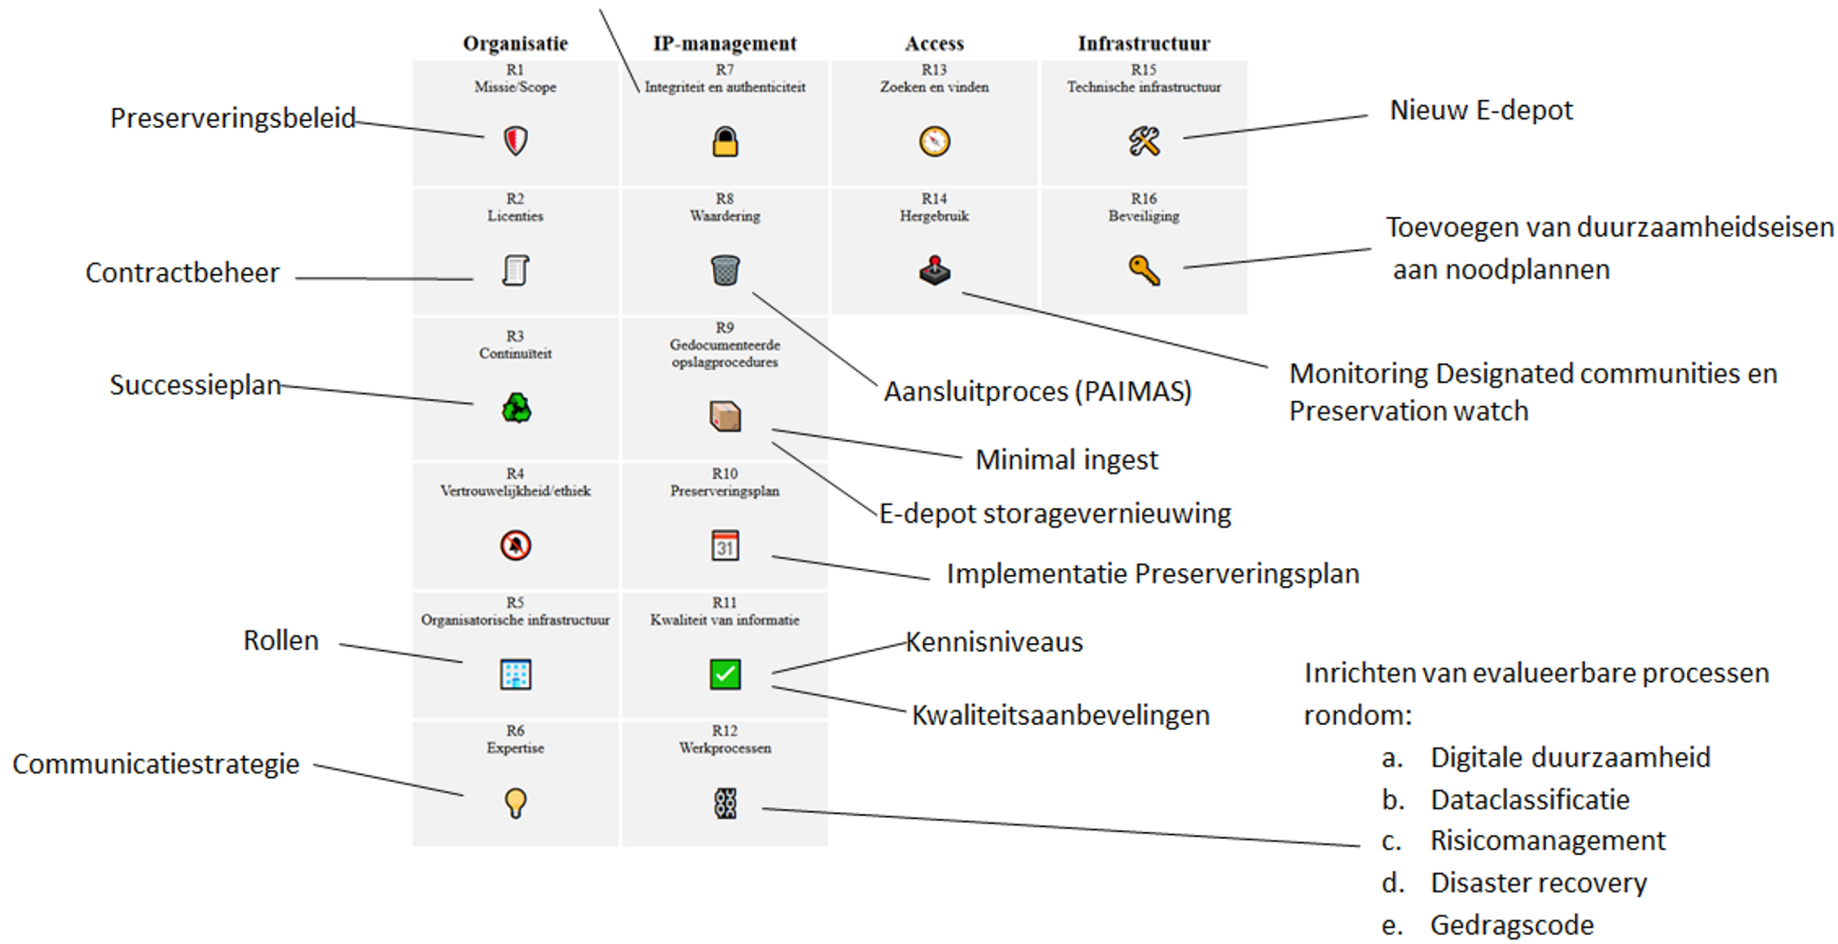 Organisatie
IP-management
Access
Infrastructuur
R1
Missie/Scope
R7
Integriteit en authenticiteit
R13
Zoeken en vinden
R15
Technische infrastructuur
Preserveringsbeleid
Nieuw E-depot
R2
Licenties
R8
Waardering
R14
Hergebruik
R16
Beveiliging
Contractbeheer
Toevoegen van duurzaamheidseisen
aan noodplannen
R3
Continuïteit
R9
Gedocumenteerde
opslagprocedures
Successieplan
Aansluitproces (PAIMAS)
Monitoring Designated communities en
Preservation watch
Minimal ingest
R4
Vertrouwelijkheid/ethiek
R10
Preserveringsplan
31
E-depot storagevernieuwing
Implementatie Preserveringsplan
R5
Organisatorische infrastructuur
R11
Kwaliteit van informatie
Rollen
Kennisniveaus
Kwaliteitsaanbevelingen
R6
Expertise
R12
Werkprocessen
Communicatiestrategie
Inrichten van evalueerbare processen
rondom:
a. Digitale duurzaamheid
b. Dataclassificatie
c. Risicomanagement
d. Disaster recovery
e. Gedragscode